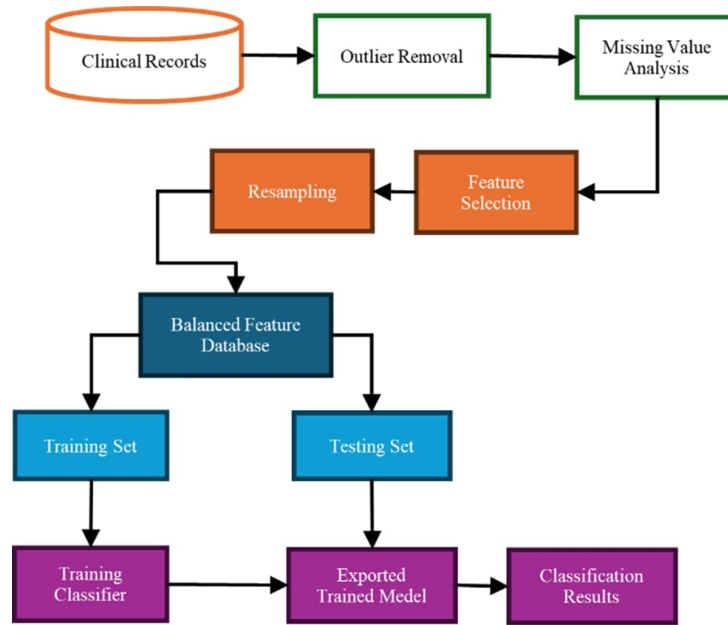 Clinical Records
Outlier Removal
Missing Value
Analysis
Resampling
Feature
Selection
Balanced Feature
Database
Training Set
Testing Set
Training
Classifier
Exported
Trained Medel
Classification
Results